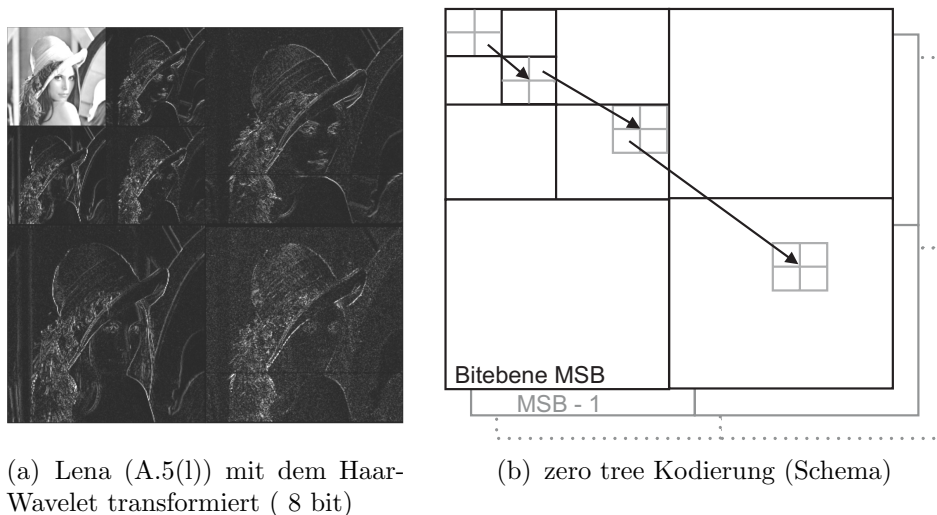 Bitebene MSB
MSB - 1
(a) Lena (A.5(l)) mit dem Haar-
Wavelet transformiert ( 8 bit)
(b) zero tree Kodierung (Schema)